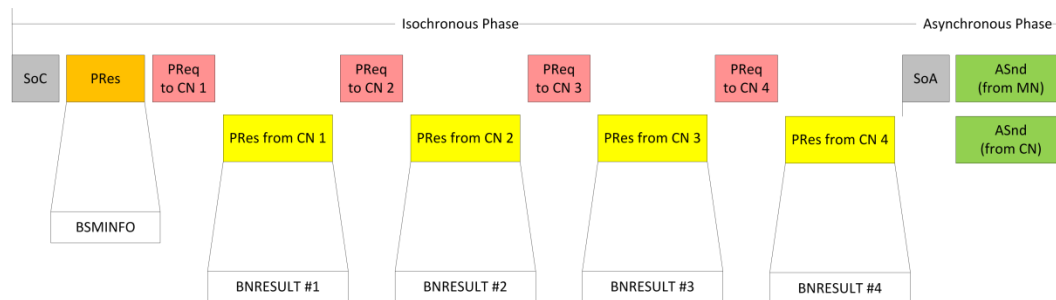 Isochronous Phase
Asynchronous Phase
SoC
PRes
PReq
to CN 1
PReq
to CN 2
PReq
to CN 3
PReq
to CN 4
SoA
ASnd
(from MN)
PRes from CN 1
PRes from CN 2
PRes from CN 3
PRes from CN 4
ASnd
(from CN)
BSMINFO
BNRESULT #1
BNRESULT #2
BNRESULT #3
BNRESULT #4